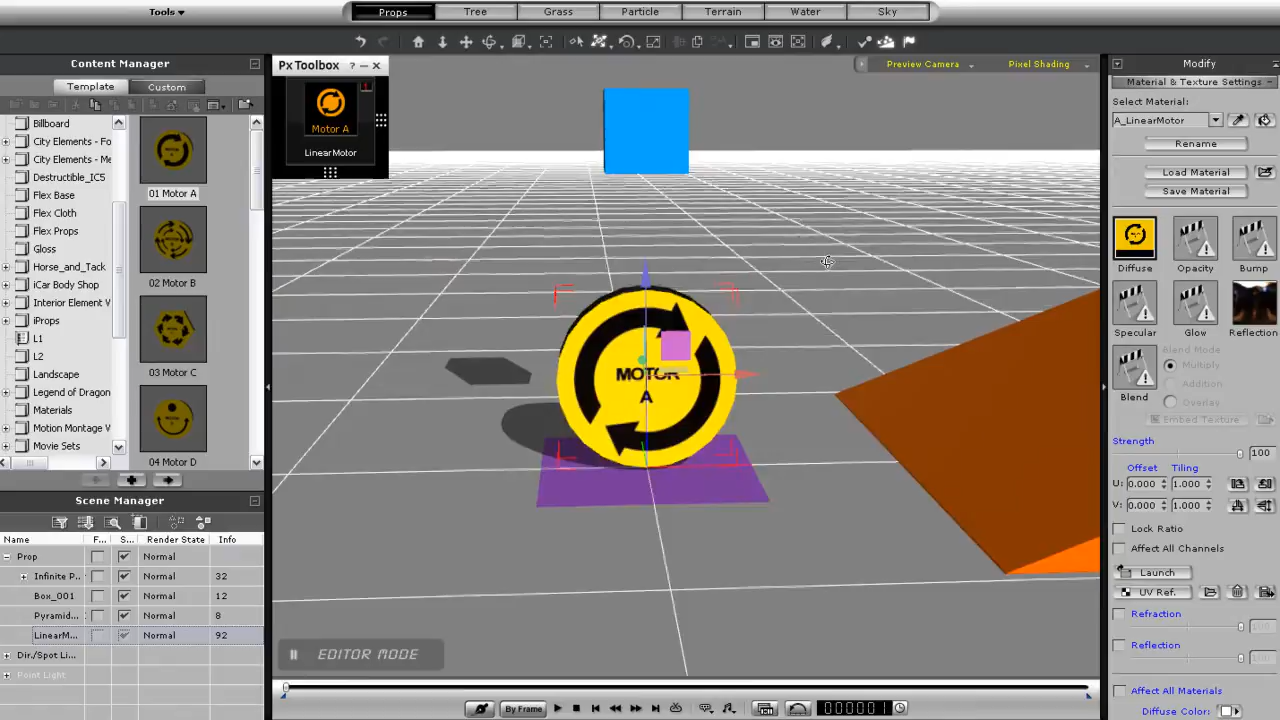 Tools
Props Tree Grass Particle Terrain Water Sky
Content Manager
Template Custom
Billboard
City Elements - Fo
City Elements - Me
Destructible_IC5
Flex Base
Flex Cloth
Flex Props
Gloss
Horse_and_Tack
iCar Body Shop
Interior Element V
iProps
L1
L2
Landscape
Legend of Dragon
Materials
Motion Montage V
Movie Sets
01 Motor A
02 Motor B
03 Motor C
04 Motor D
Scene Manager
Name F... S... Render State Info
Prop Normal
Infinite P... Normal 32
Box_001 Normal 12
Pyramid... Normal 8
LinearM... Normal 92
Dir./Spot Li...
Point Light
Px Toolbox ? – ×
Motor A
LinearMotor
Preview Camera Pixel Shading
MOTOR
A
EDITOR MODE
By Frame 000001
Modify
Material & Texture Settings
Select Material:
A_LinearMotor
Rename
Load Material
Save Material
Diffuse Opacity Bump
Specular Glow Reflection
Blend
Blend Mode
Multiply
Addition
Overlay
Embed Texture
Strength
100
Offset Tiling
U: 0.000 1.000
V: 0.000 1.000
Lock Ratio
Affect All Channels
Launch
UV Ref.
Refraction
Reflection
Affect All Materials
Diffuse Color: